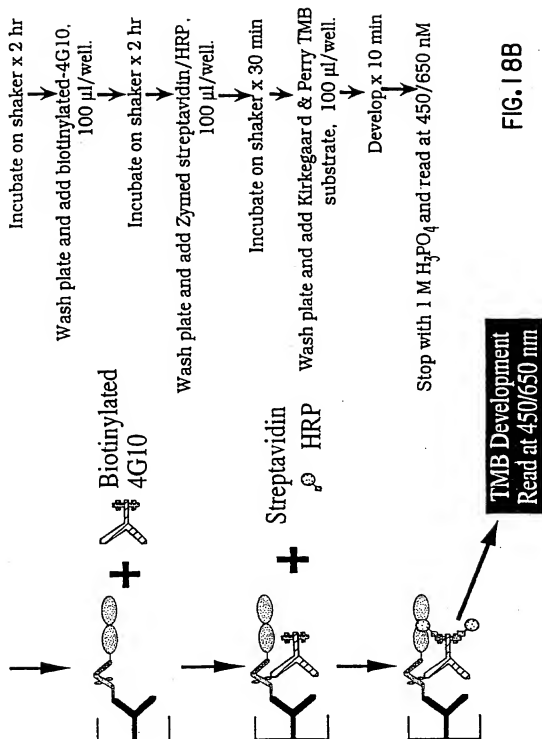 Incubate on shaker x 2 hr
Wash plate and add biotinylated-4G10,
100 µl/well.
Incubate on shaker x 2 hr
Wash plate and add Zymed streptavidin/HRP,
100 µl/well.
Incubate on shaker x 30 min
Wash plate and add Kirkegaard & Perry TMB
substrate, 100 µl/well.
Develop x 10 min
Stop with 1 M H3PO4 and read at 450/650 nM
+
Biotinylated
4G10
+
Streptavidin
HRP
TMB Development
Read at 450/650 nm
FIG. 18B